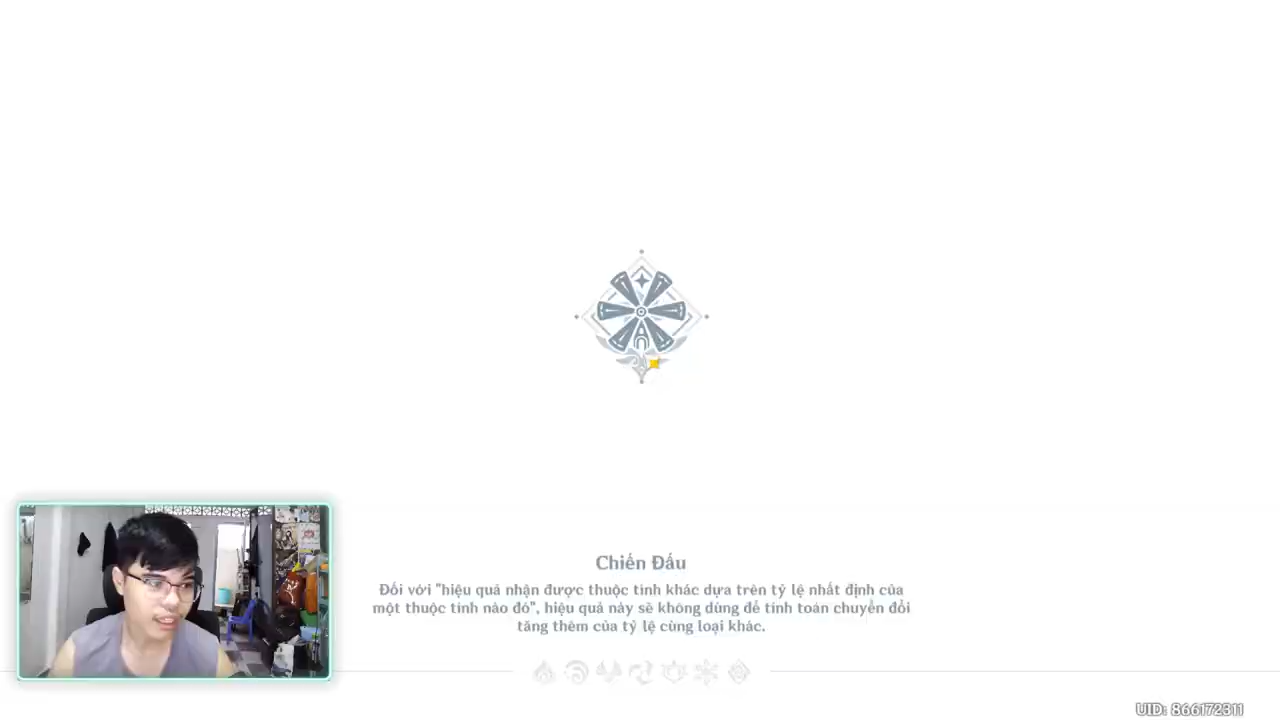 Chiến Đấu
Đối với "hiệu quả nhận được thuộc tính khác dựa trên tỷ lệ nhất định của
một thuộc tính nào đó", hiệu quả này sẽ không dùng để tính toán chuyển đổi
tăng thêm của tỷ lệ cùng loại khác.
UID: 866172311